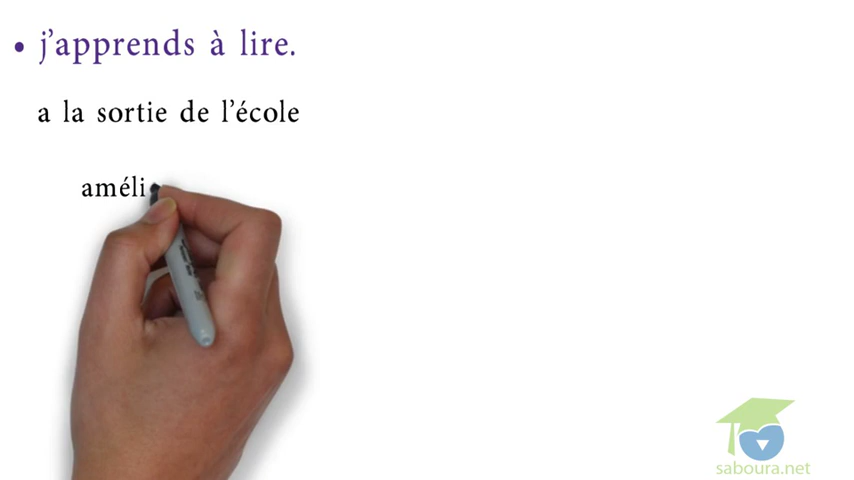 • j'apprends à lire.
a la sortie de l'école
améli
saboura.net